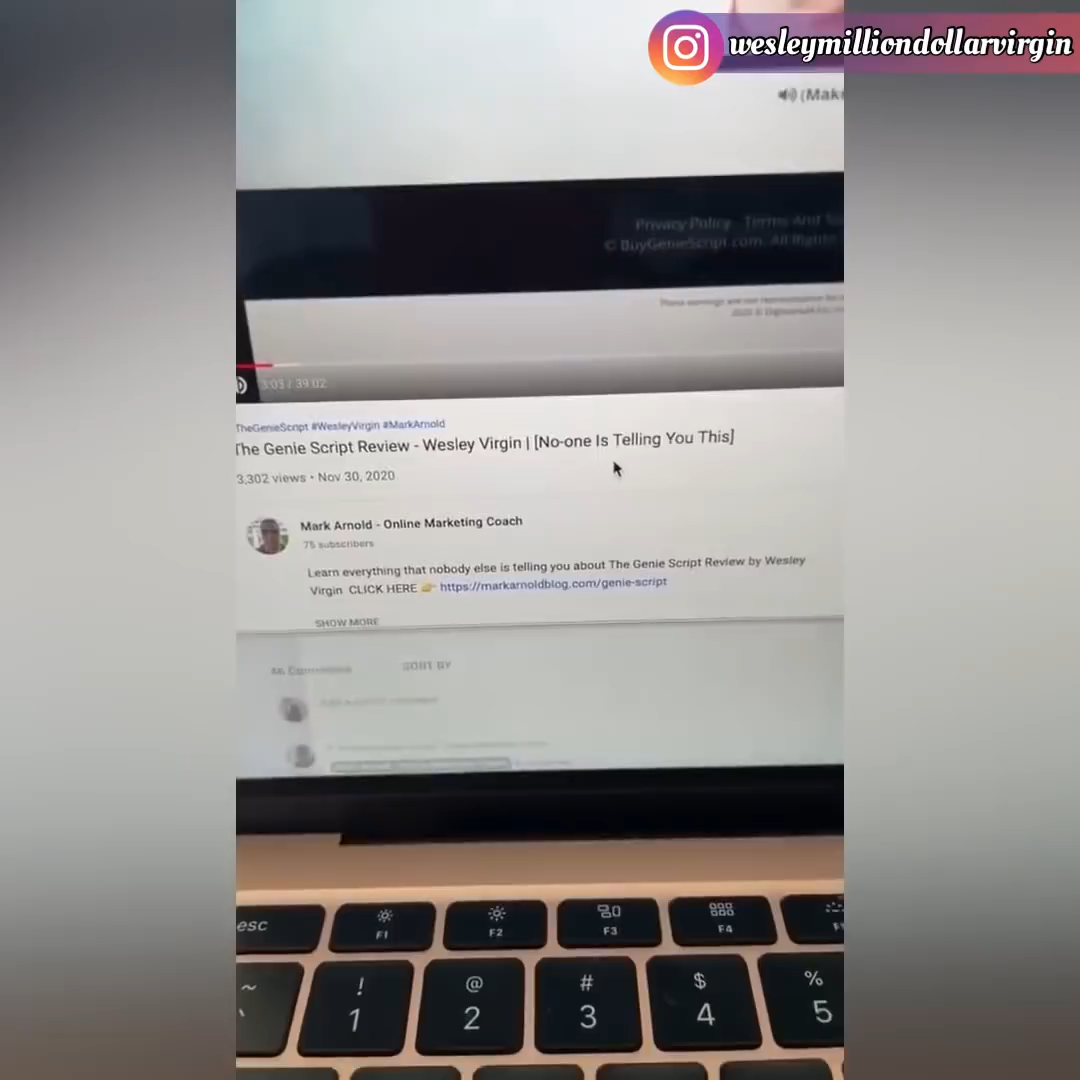 wesleymilliondollarvirgin
(Mak
Privacy Policy - Terms And
© BuyGenieScript.com. All Rights
3:03 / 39:02
TheGenieScript #WesleyVirgin #MarkArnold
The Genie Script Review - Wesley Virgin | [No-one Is Telling You This]
3,302 views • Nov 30, 2020
Mark Arnold - Online Marketing Coach
75 subscribers
Learn everything that nobody else is telling you about The Genie Script Review by Wesley
Virgin CLICK HERE 👉 https://markarnoldblog.com/genie-script
SHOW MORE
SORT BY
esc
F1
F2
F3
F4
~
!
@
#
$
%
`
1
2
3
4
5